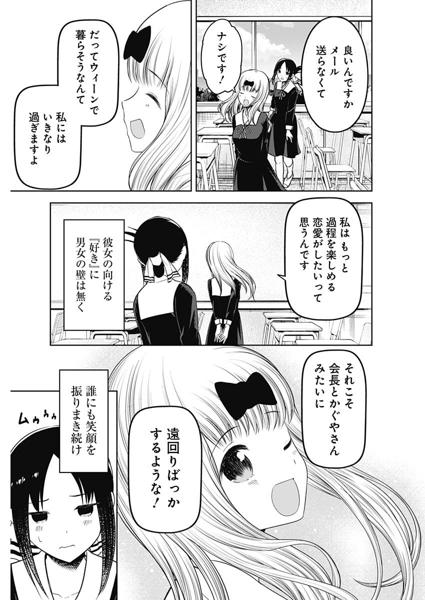 良いんですか
メール
送らなくて
ナシです！
だってウィーンで
暮らそうなんて
私には
いきなり
過ぎますよ
私はもっと
過程を楽しめる
恋愛がしたいって
思うんです
彼女の向ける
『好き』に
男女の壁は無く
それこそ
会長とかぐやさん
みたいに
遠回りばっか
するような！
誰にも笑顔を
振りまき続け
ムゥゥゥ